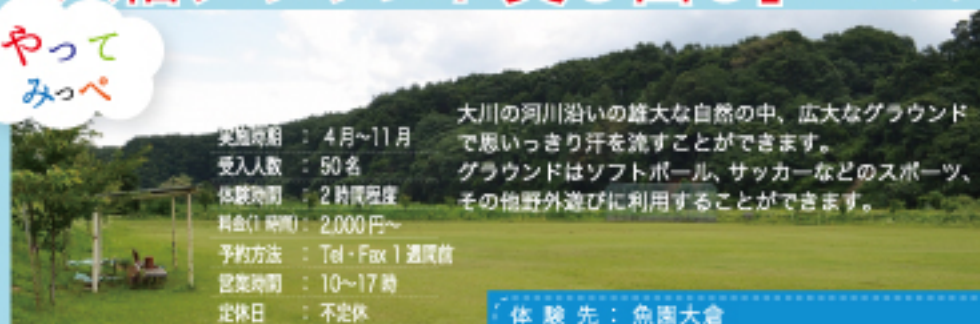 やって
みっぺ
実施時期 : 4月～11月
受入人数 : 50名
体験時間 : 2時間程度
料金(1時間) : 2,000円～
予約方法 : Tel・Fax 1週間前
営業時間 : 10～17時
定休日 : 不定休
大川の河川沿いの雄大な自然の中、広大なグラウンド
で思いっきり汗を流すことができます。
グラウンドはソフトボール、サッカーなどのスポーツ、
その他野外遊びに利用することができます。
体験先：魚園大倉